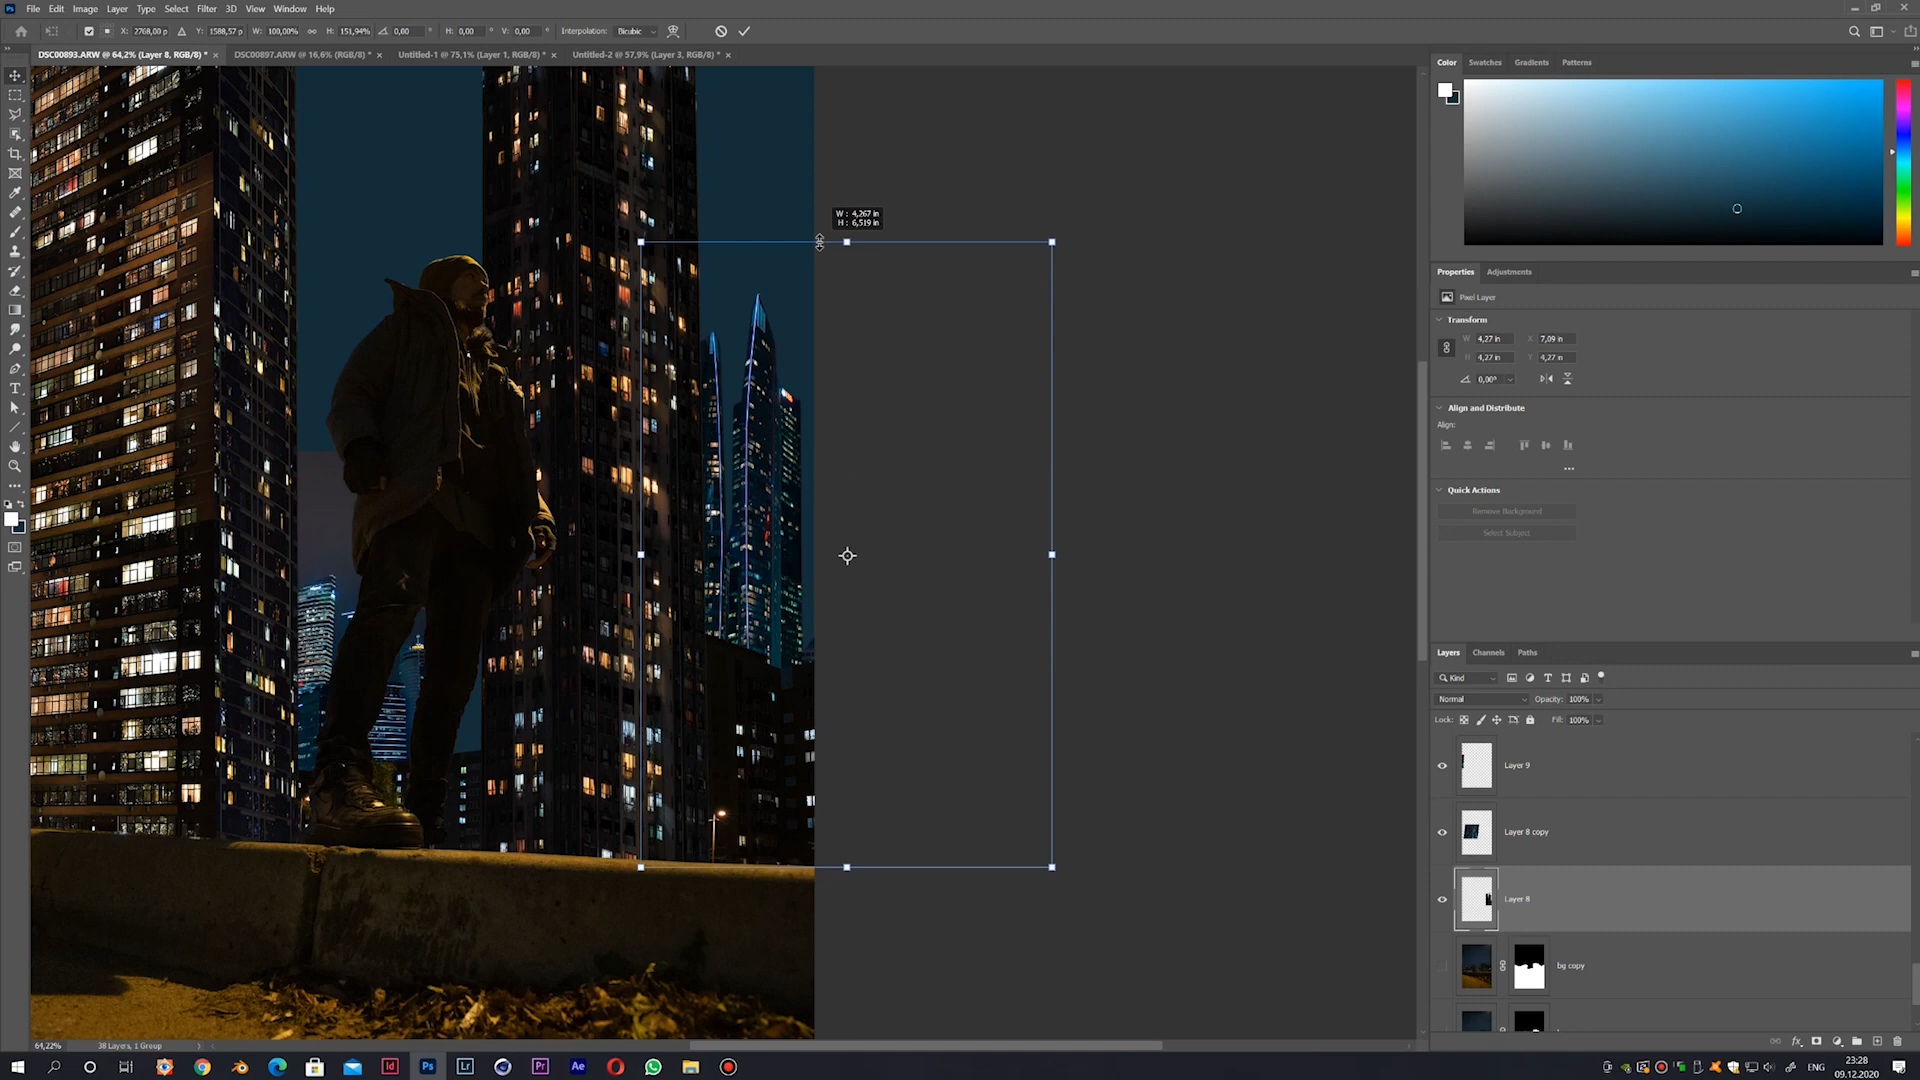 File Edit Image Layer Type Select Filter 3D View Window Help
X: 2768,00 p Y: 1588,57 p W: 100,00% H: 151,94% 0,00 ° H: 0,00 ° V: 0,00 ° Interpolation: Bicubic
DSC00893.ARW @ 64,2% (Layer 8, RGB/8) * × DSC00897.ARW @ 16,6% (RGB/8) * × Untitled-1 @ 75,1% (Layer 1, RGB/8) * × Untitled-2 @ 57,9% (Layer 3, RGB/8) * ×
Color Swatches Gradients Patterns
W : 4,267 in
H : 6,519 in
Properties Adjustments
Pixel Layer
Transform
W 4,27 in X 7,09 in
H 4,27 in Y 4,27 in
0,00°
Align and Distribute
Align:
Quick Actions
Remove Background
Select Subject
Layers Channels Paths
Kind
Normal Opacity: 100%
Lock: Fill: 100%
Layer 9
Layer 8 copy
Layer 8
bg copy
64,22% 38 Layers, 1 Group
ENG 23:28
09.12.2020